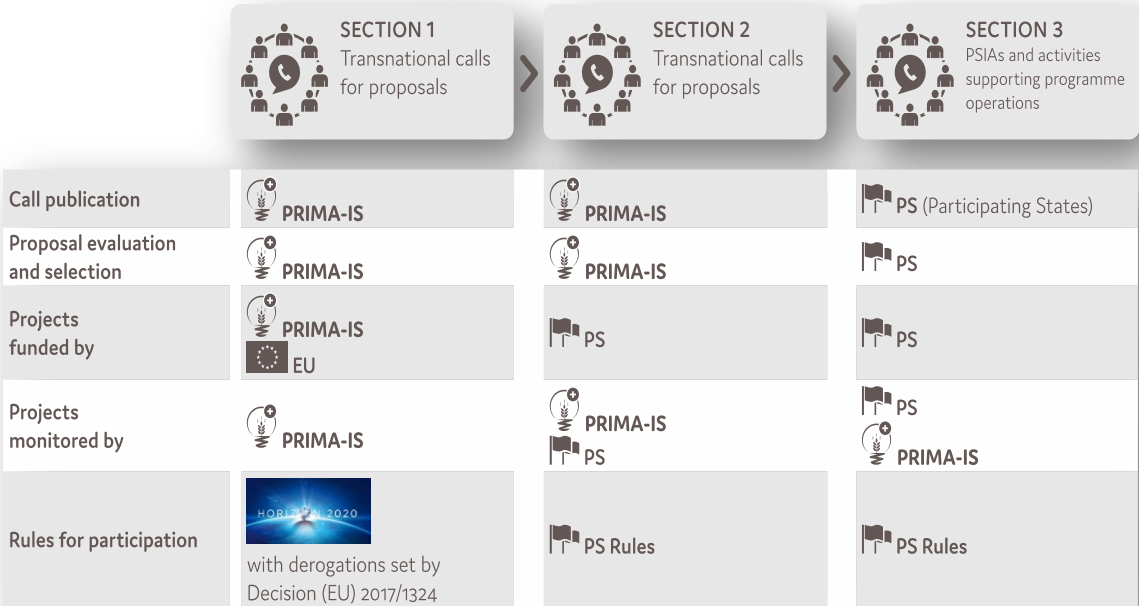 SECTION 1
Transnational calls
for proposals
SECTION 2
Transnational calls
for proposals
SECTION 3
PSIAs and activities
supporting programme
operations
Call publication
PRIMA-IS
PRIMA-IS
PS (Participating States)
Proposal evaluation
and selection
PRIMA-IS
PRIMA-IS
PS
Projects
funded by
PRIMA-IS
EU
PS
PS
Projects
monitored by
PRIMA-IS
PRIMA-IS
PS
PS
PRIMA-IS
Rules for participation
HORIZON 2020
with derogations set by
Decision (EU) 2017/1324
PS Rules
PS Rules